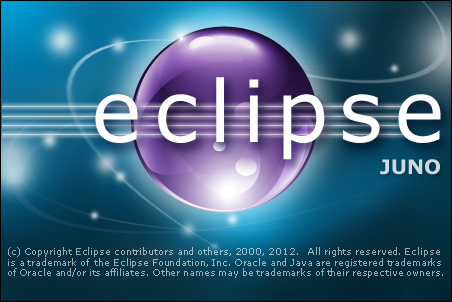 eclipse
JUNO
(c) Copyright Eclipse contributors and others, 2000, 2012.   All rights reserved. Eclipse
is a trademark of the Eclipse Foundation, Inc. Oracle and Java are registered trademarks
of Oracle and/or its affiliates. Other names may be trademarks of their respective owners.